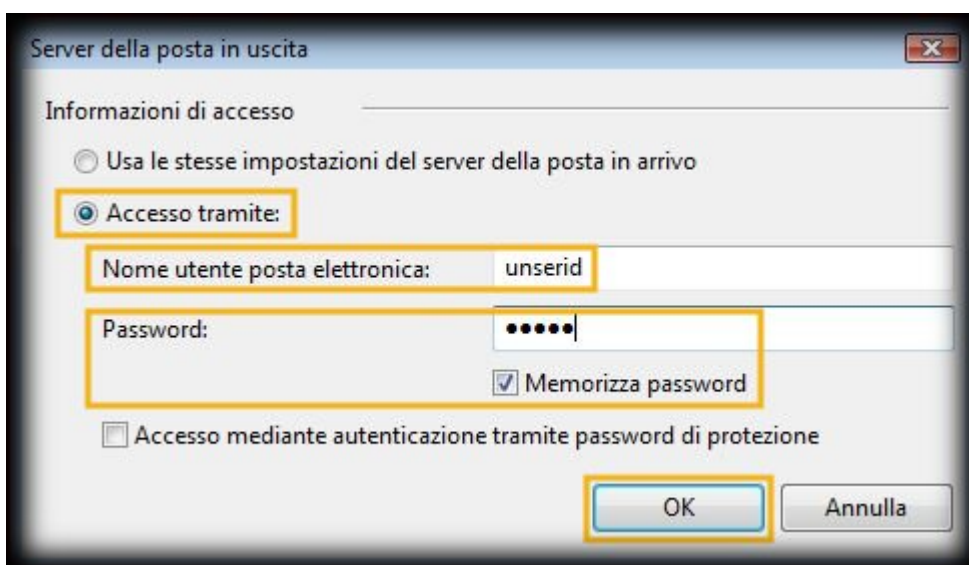 Server della posta in uscita
Informazioni di accesso
Usa le stesse impostazioni del server della posta in arrivo
Accesso tramite:
Nome utente posta elettronica: unserid
Password: •••••
Memorizza password
Accesso mediante autenticazione tramite password di protezione
OK Annulla